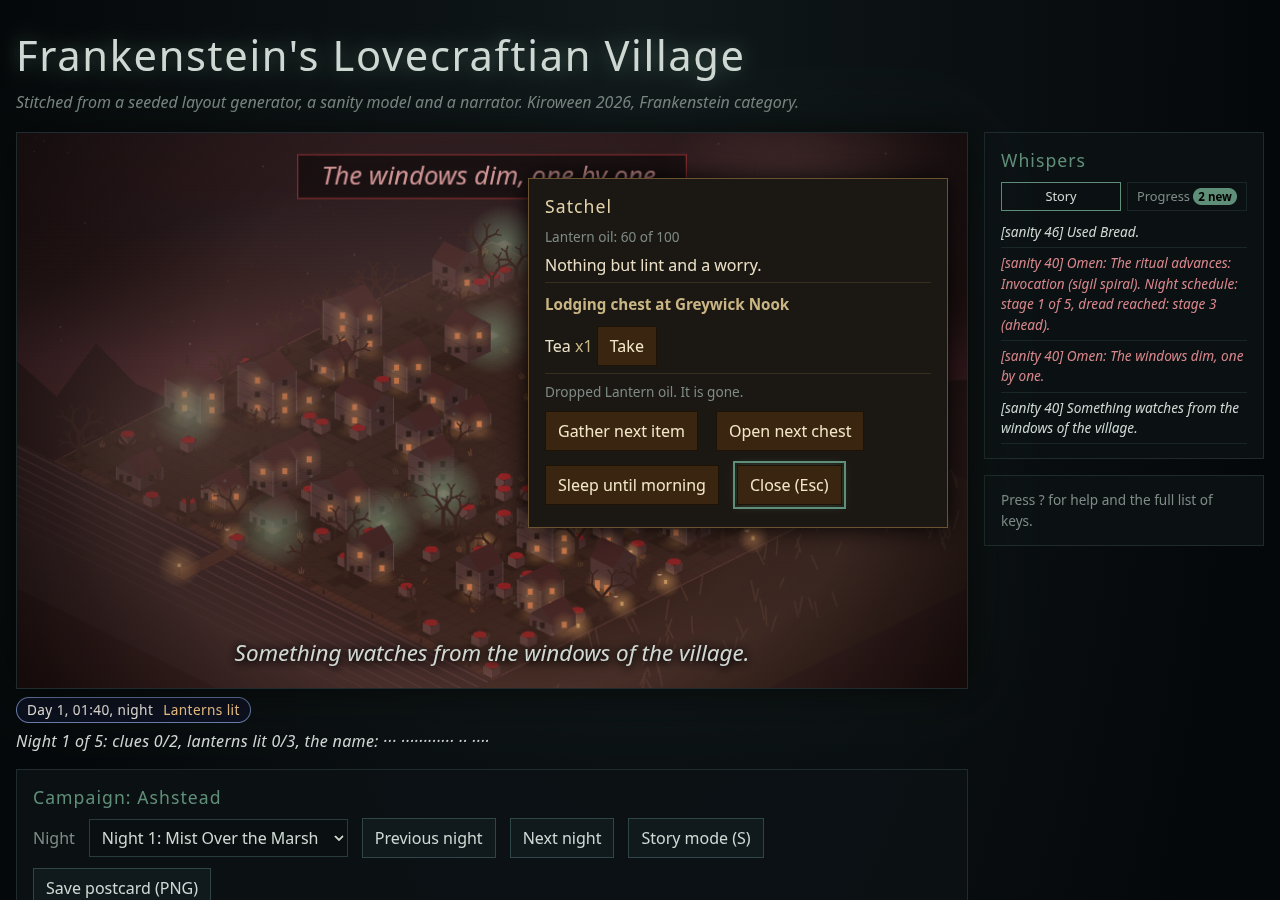 Frankenstein's Lovecraftian Village
Stitched from a seeded layout generator, a sanity model and a narrator. Kiroween 2026, Frankenstein category.
The windows dim, one by one.
Satchel
Lantern oil: 60 of 100
Nothing but lint and a worry.
Lodging chest at Greywick Nook
Tea x1 Take
Dropped Lantern oil. It is gone.
Gather next item Open next chest
Sleep until morning Close (Esc)
Something watches from the windows of the village.
Whispers
Story Progress 2 new
[sanity 46] Used Bread.
[sanity 40] Omen: The ritual advances:
Invocation (sigil spiral). Night schedule:
stage 1 of 5, dread reached: stage 3
(ahead).
[sanity 40] Omen: The windows dim, one
by one.
[sanity 40] Something watches from the
windows of the village.
Press ? for help and the full list of
keys.
Day 1, 01:40, night Lanterns lit
Night 1 of 5: clues 0/2, lanterns lit 0/3, the name: ··· ············ ·· ····
Campaign: Ashstead
Night Night 1: Mist Over the Marsh Previous night Next night Story mode (S)
Save postcard (PNG)